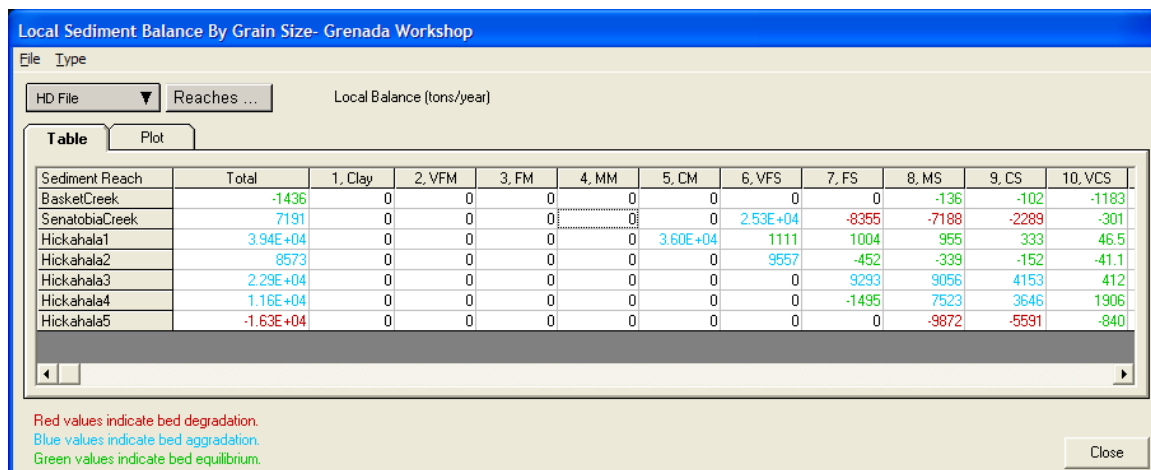 Local Sediment Balance By Grain Size- Grenada Workshop
File Type
HD File ▼ Reaches ... Local Balance (tons/year)
Table Plot
Sediment Reach Total 1, Clay 2, VFM 3, FM 4, MM 5, CM 6, VFS 7, FS 8, MS 9, CS 10, VCS
BasketCreek -1436 0 0 0 0 0 0 0 -136 -102 -1183
SenatobiaCreek 7191 0 0 0 0 0 2.53E+04 -8355 -7188 -2289 -301
Hickahala1 3.94E+04 0 0 0 0 3.60E+04 1111 1004 955 333 46.5
Hickahala2 8573 0 0 0 0 0 9557 -452 -339 -152 -41.1
Hickahala3 2.29E+04 0 0 0 0 0 0 9293 9056 4153 412
Hickahala4 1.16E+04 0 0 0 0 0 0 -1495 7523 3646 1906
Hickahala5 -1.63E+04 0 0 0 0 0 0 0 -9872 -5591 -840
Red values indicate bed degradation.
Blue values indicate bed aggradation.
Green values indicate bed equilibrium.
Close